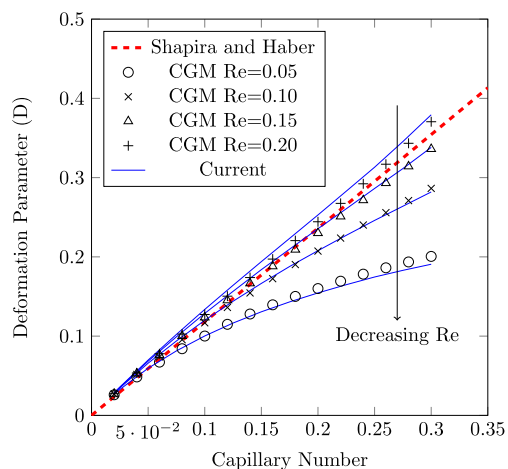 0.5
0.4
0.3
0.2
0.1
0
Deformation Parameter (D)
Shapira and Haber
CGM Re=0.05
CGM Re=0.10
CGM Re=0.15
CGM Re=0.20
Current
Decreasing Re
0 5 · 10⁻² 0.1 0.15 0.2 0.25 0.3 0.35
Capillary Number